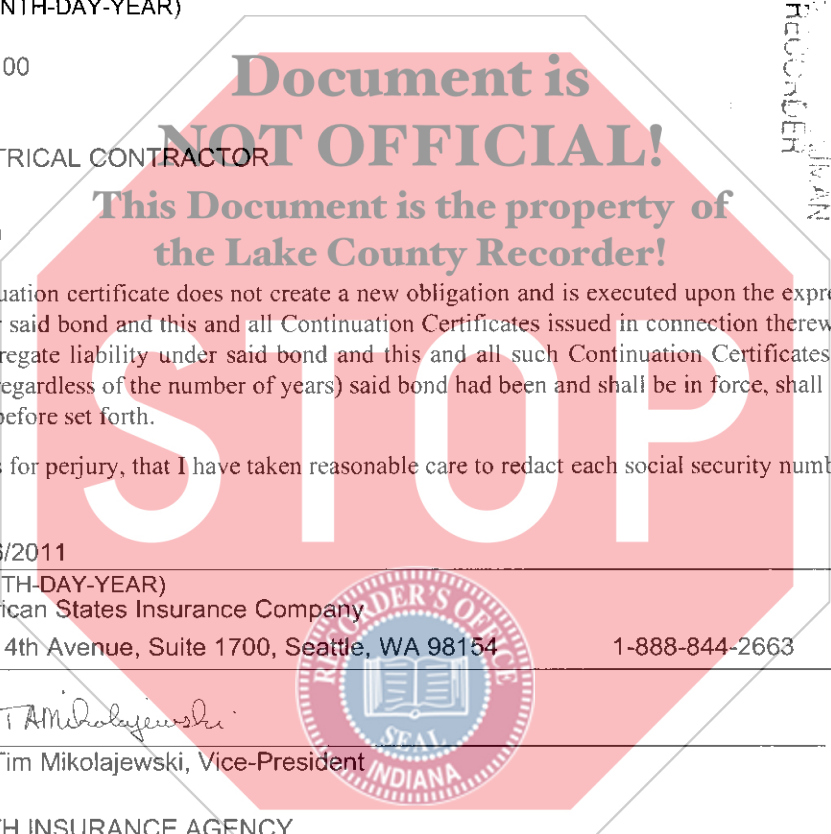 NTH-DAY-YEAR)
00
Document is
NOT OFFICIAL!
TRICAL CONTRACTOR
This Document is the property of
the Lake County Recorder!
uation certificate does not create a new obligation and is executed upon the expre
said bond and this and all Continuation Certificates issued in connection therew
regate liability under said bond and this and all such Continuation Certificates
regardless of the number of years) said bond had been and shall be in force, shall
before set forth.
s for perjury, that I have taken reasonable care to redact each social security numb
STOP
6/2011
TH-DAY-YEAR)
ican States Insurance Company
4th Avenue, Suite 1700, Seattle, WA 98154 1-888-844-2663
TAMikolajewski
Tim Mikolajewski, Vice-President
TH INSURANCE AGENCY
RECORDER'S OFFICE
SEAL
INDIANA
RECORDER